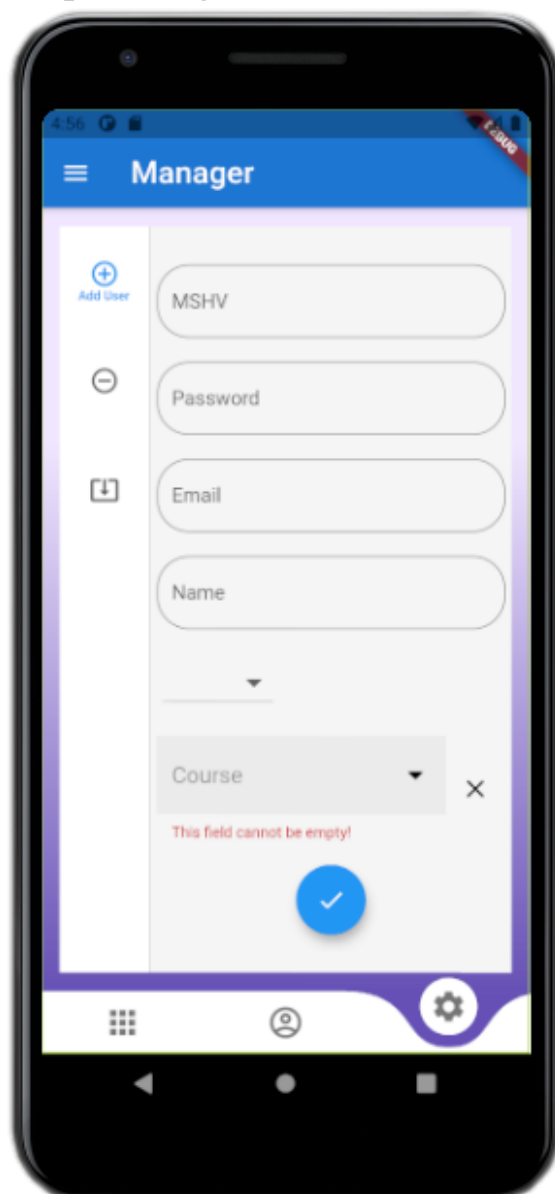 4:56
DEBUG
Manager
Add User
MSHV
Password
Email
Name
Course
This field cannot be empty!